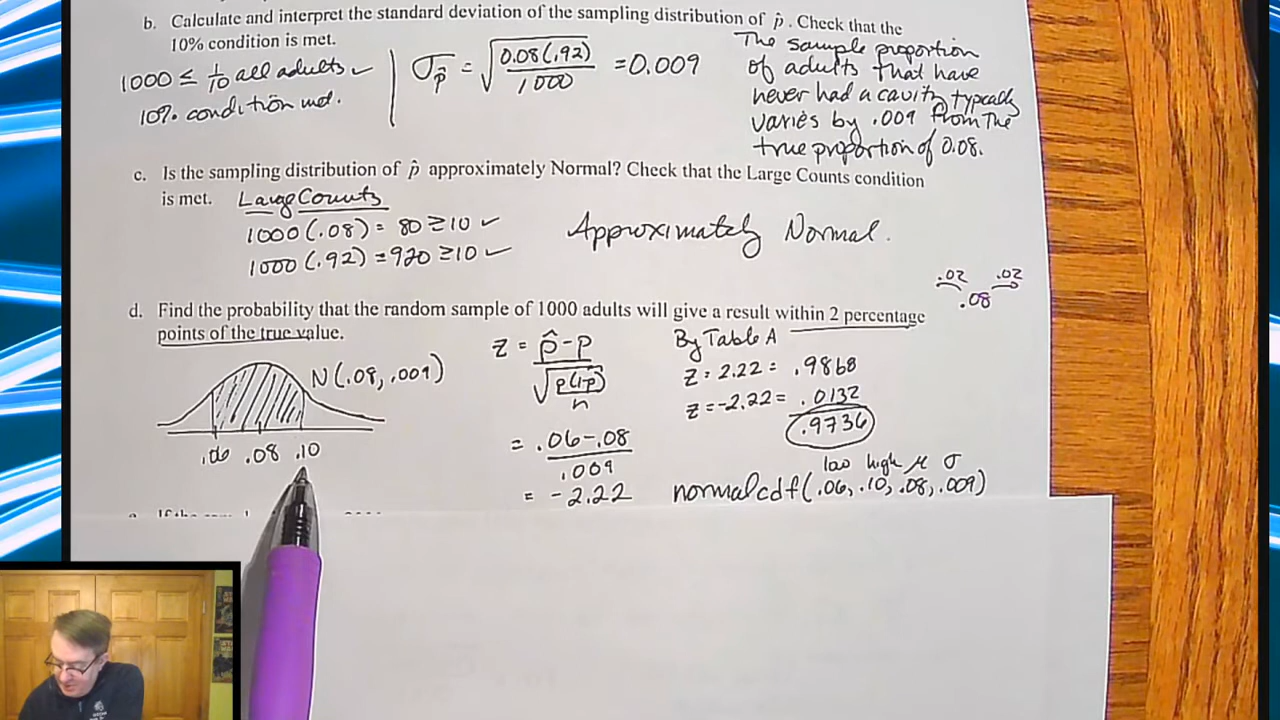 b. Calculate and interpret the standard deviation of the sampling distribution of p̂. Check that the
10% condition is met.
1000 ≤ 1/10 all adults ✓
10% condition met.
σp̂ = √(0.08(.92)/1000) = 0.009
The sample proportion
of adults that have
never had a cavity typically
varies by .009 from the
true proportion of 0.08.
c. Is the sampling distribution of p̂ approximately Normal? Check that the Large Counts condition
is met. Large Counts
1000(.08) = 80 ≥ 10 ✓
1000(.92) = 920 ≥ 10 ✓
Approximately Normal.
.02 .02
.08
d. Find the probability that the random sample of 1000 adults will give a result within 2 percentage
points of the true value.
N(.08, .009)
.06 .08 .10
z = (p̂ - p)/√(p(1-p)/n)
= (.06 - .08)/.009
= -2.22
By Table A
z = 2.22 = .9868
z = -2.22 = .0132
.9736
low high μ σ
normalcdf(.06, .10, .08, .009)